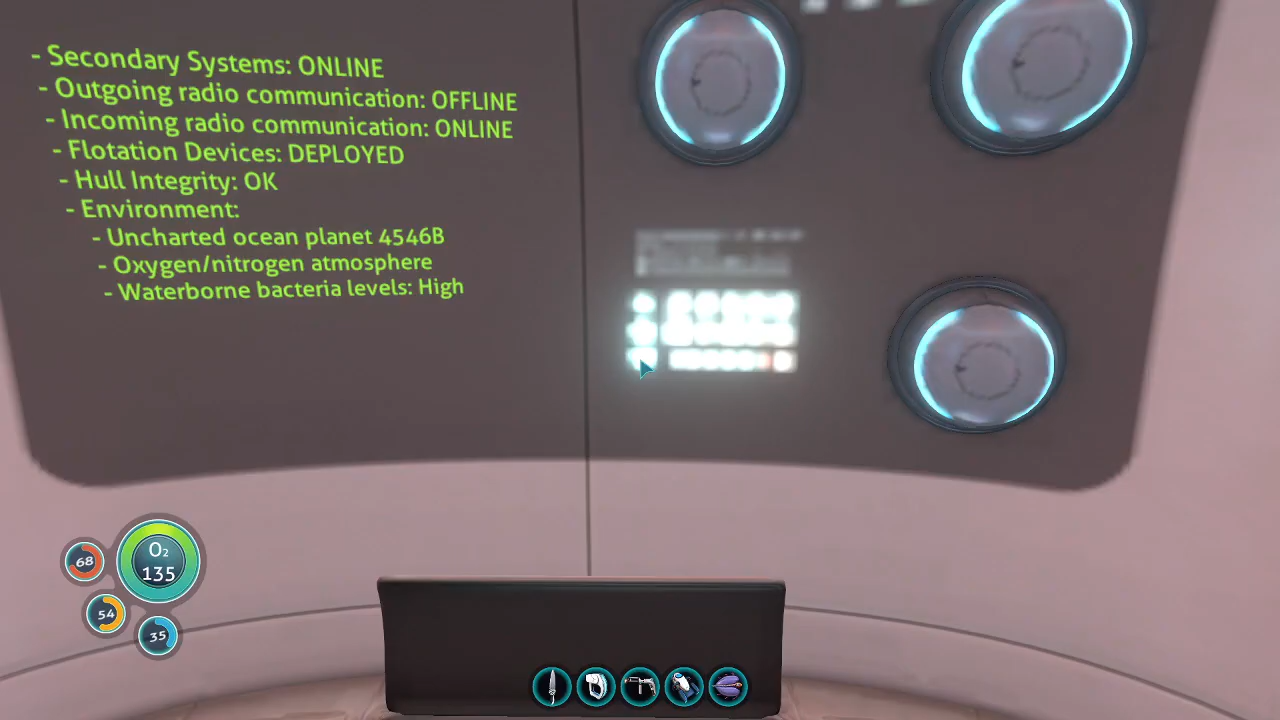 - Secondary Systems: ONLINE
- Outgoing radio communication: OFFLINE
- Incoming radio communication: ONLINE
- Flotation Devices: DEPLOYED
- Hull Integrity: OK
- Environment:
- Uncharted ocean planet 4546B
- Oxygen/nitrogen atmosphere
- Waterborne bacteria levels: High
68
O₂
135
54
35